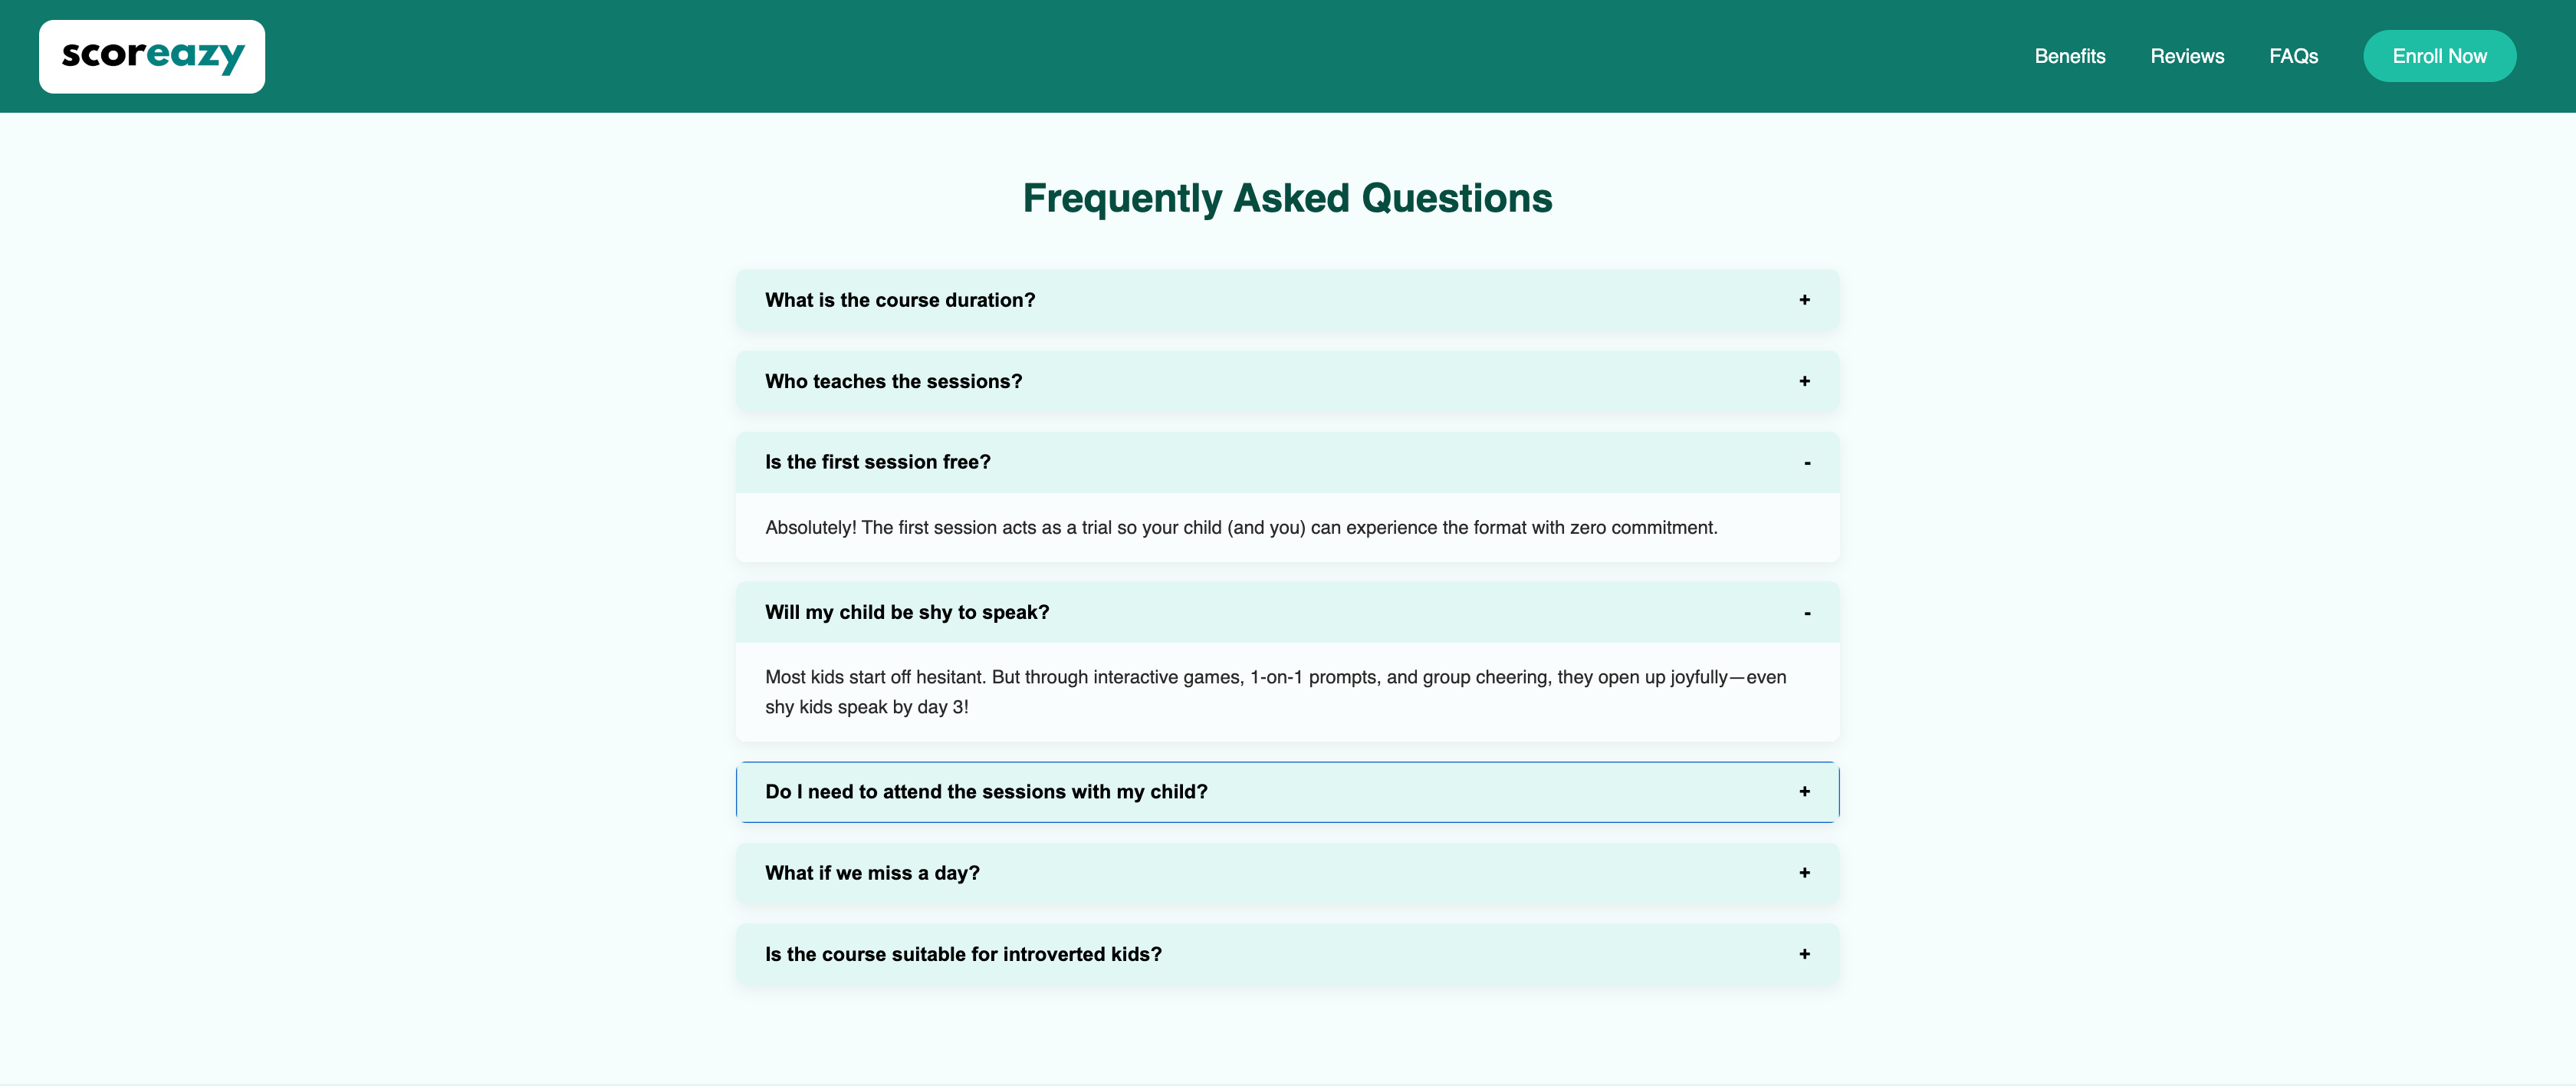 scoreazy
Benefits
Reviews
FAQs
Enroll Now
Frequently Asked Questions
What is the course duration?
+
Who teaches the sessions?
+
Is the first session free?
-
Absolutely! The first session acts as a trial so your child (and you) can experience the format with zero commitment.
Will my child be shy to speak?
-
Most kids start off hesitant. But through interactive games, 1-on-1 prompts, and group cheering, they open up joyfully—even
shy kids speak by day 3!
Do I need to attend the sessions with my child?
+
What if we miss a day?
+
Is the course suitable for introverted kids?
+